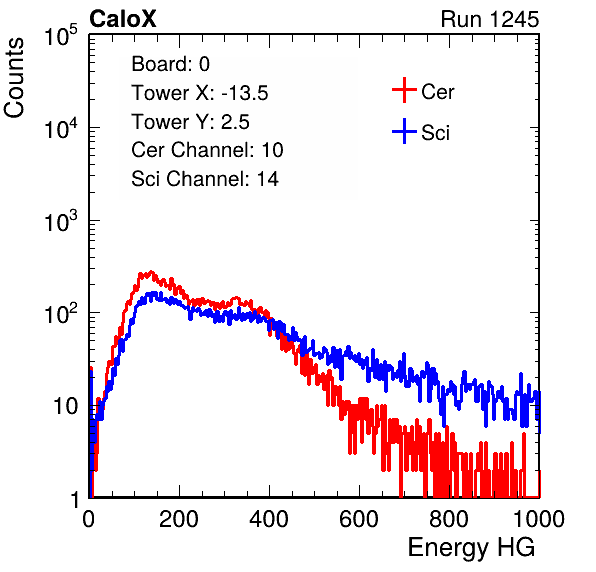 CaloX
Run 1245
Counts
Board: 0
Tower X: -13.5
Tower Y: 2.5
Cer Channel: 10
Sci Channel: 14
Cer
Sci
10^5
10^4
10^3
10^2
10
1
0 200 400 600 800 1000
Energy HG